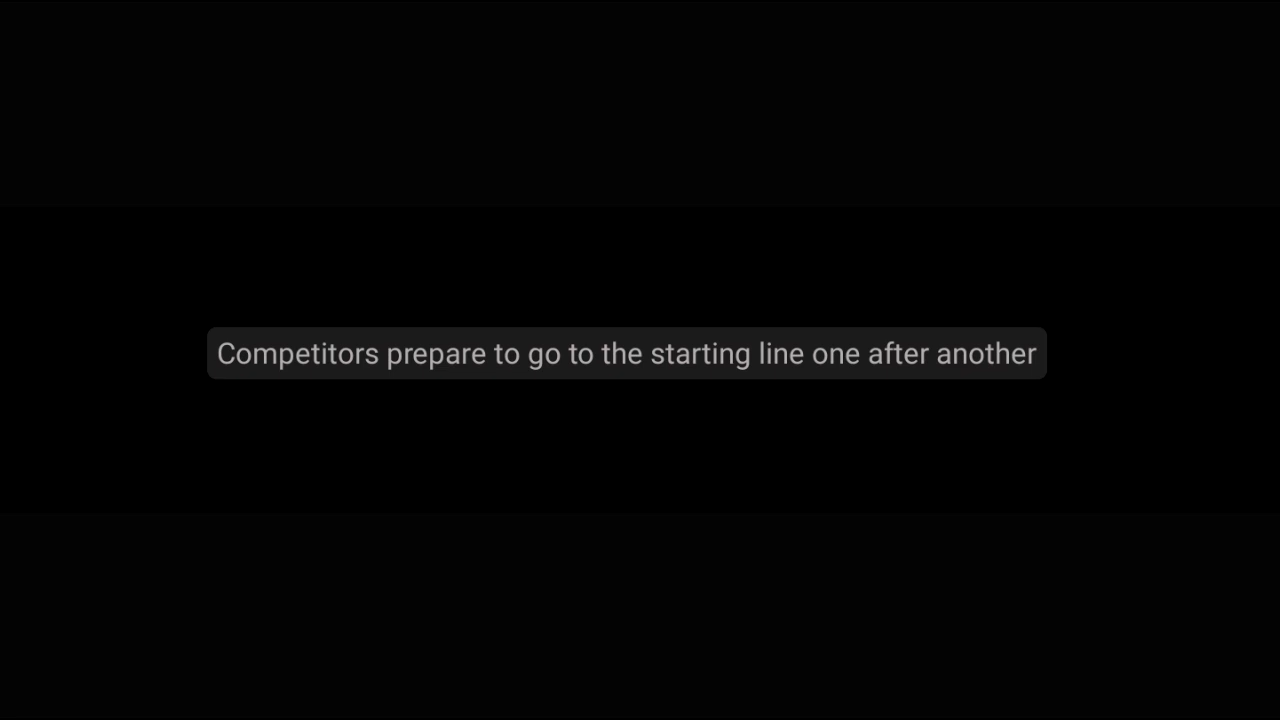 Competitors prepare to go to the starting line one after another